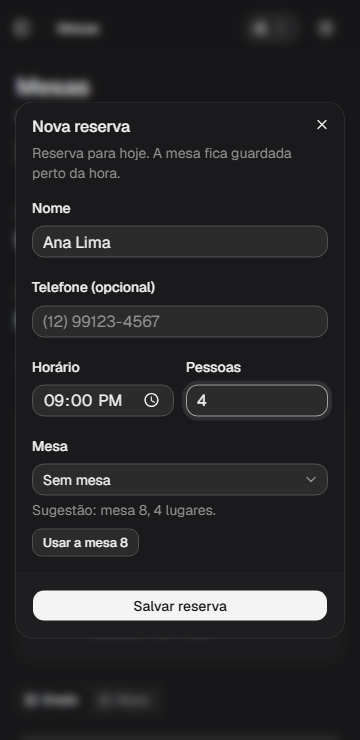 Mesas
Mesas
Nova reserva
Reserva para hoje. A mesa fica guardada
perto da hora.
Nome
Ana Lima
Telefone (opcional)
(12) 99123-4567
Horário
Pessoas
09:00 PM
4
Mesa
Sem mesa
Sugestão: mesa 8, 4 lugares.
Usar a mesa 8
Salvar reserva